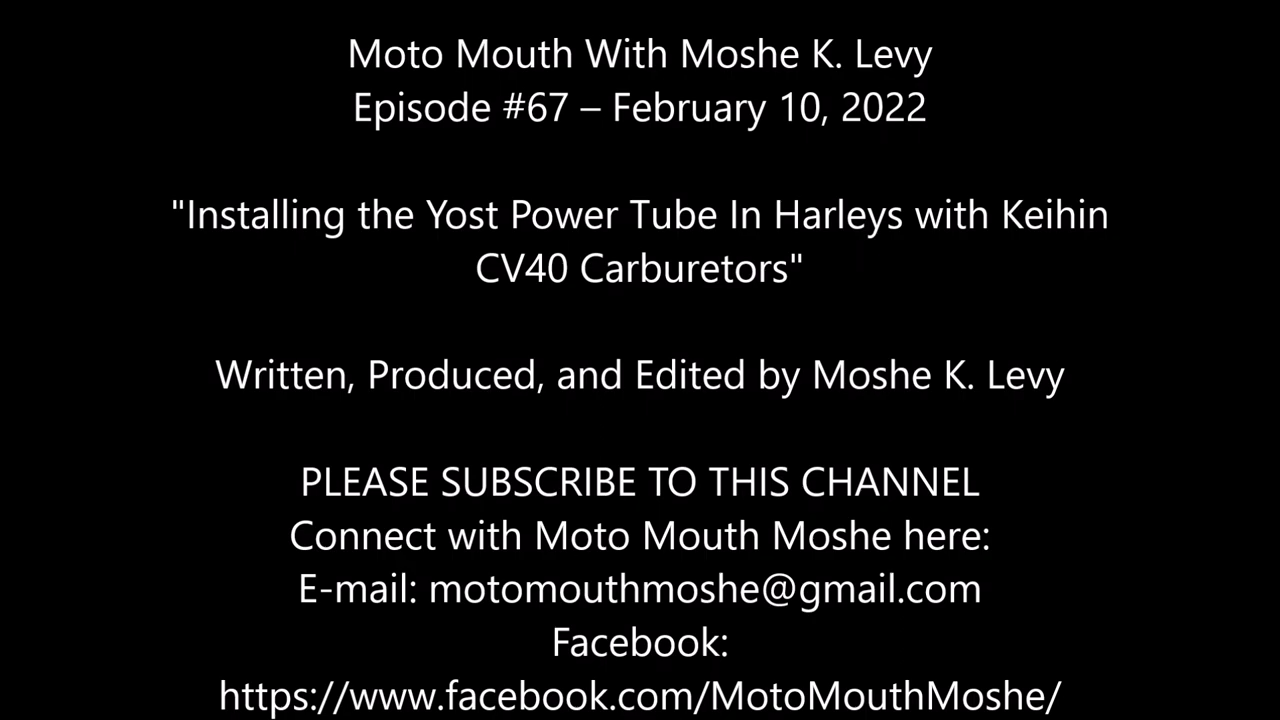 Moto Mouth With Moshe K. Levy
Episode #67 – February 10, 2022
"Installing the Yost Power Tube In Harleys with Keihin
CV40 Carburetors"
Written, Produced, and Edited by Moshe K. Levy
PLEASE SUBSCRIBE TO THIS CHANNEL
Connect with Moto Mouth Moshe here:
E-mail: motomouthmoshe@gmail.com
Facebook:
https://www.facebook.com/MotoMouthMoshe/